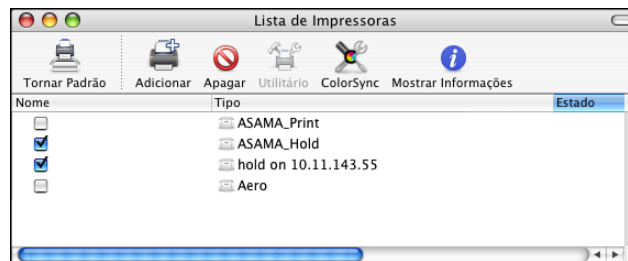 Lista de Impressoras
Tornar Padrão Adicionar Apagar Utilitário ColorSync Mostrar Informações
Nome Tipo Estado
ASAMA_Print
ASAMA_Hold
hold on 10.11.143.55
Aero